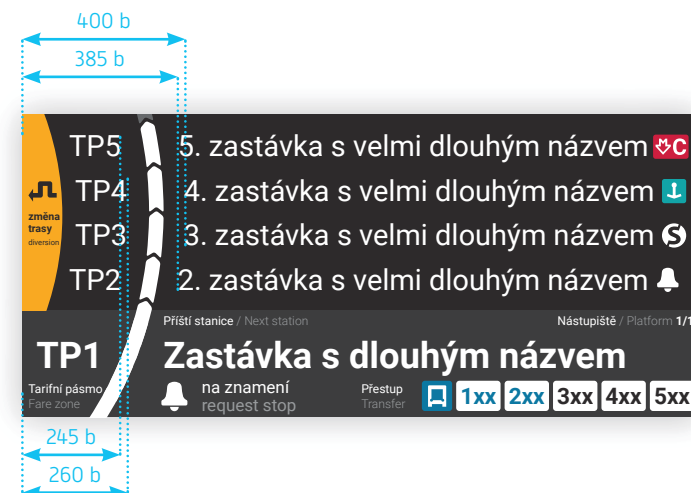 400 b
385 b
TP5 5. zastávka s velmi dlouhým názvem C
TP4 4. zastávka s velmi dlouhým názvem
změna
trasy
diversion
TP3 3. zastávka s velmi dlouhým názvem S
TP2 2. zastávka s velmi dlouhým názvem
Příští stanice / Next station Nástupiště / Platform 1/1
TP1 Zastávka s dlouhým názvem
Tarifní pásmo
Fare zone
na znamení
request stop
Přestup
Transfer
1xx 2xx 3xx 4xx 5xx
245 b
260 b